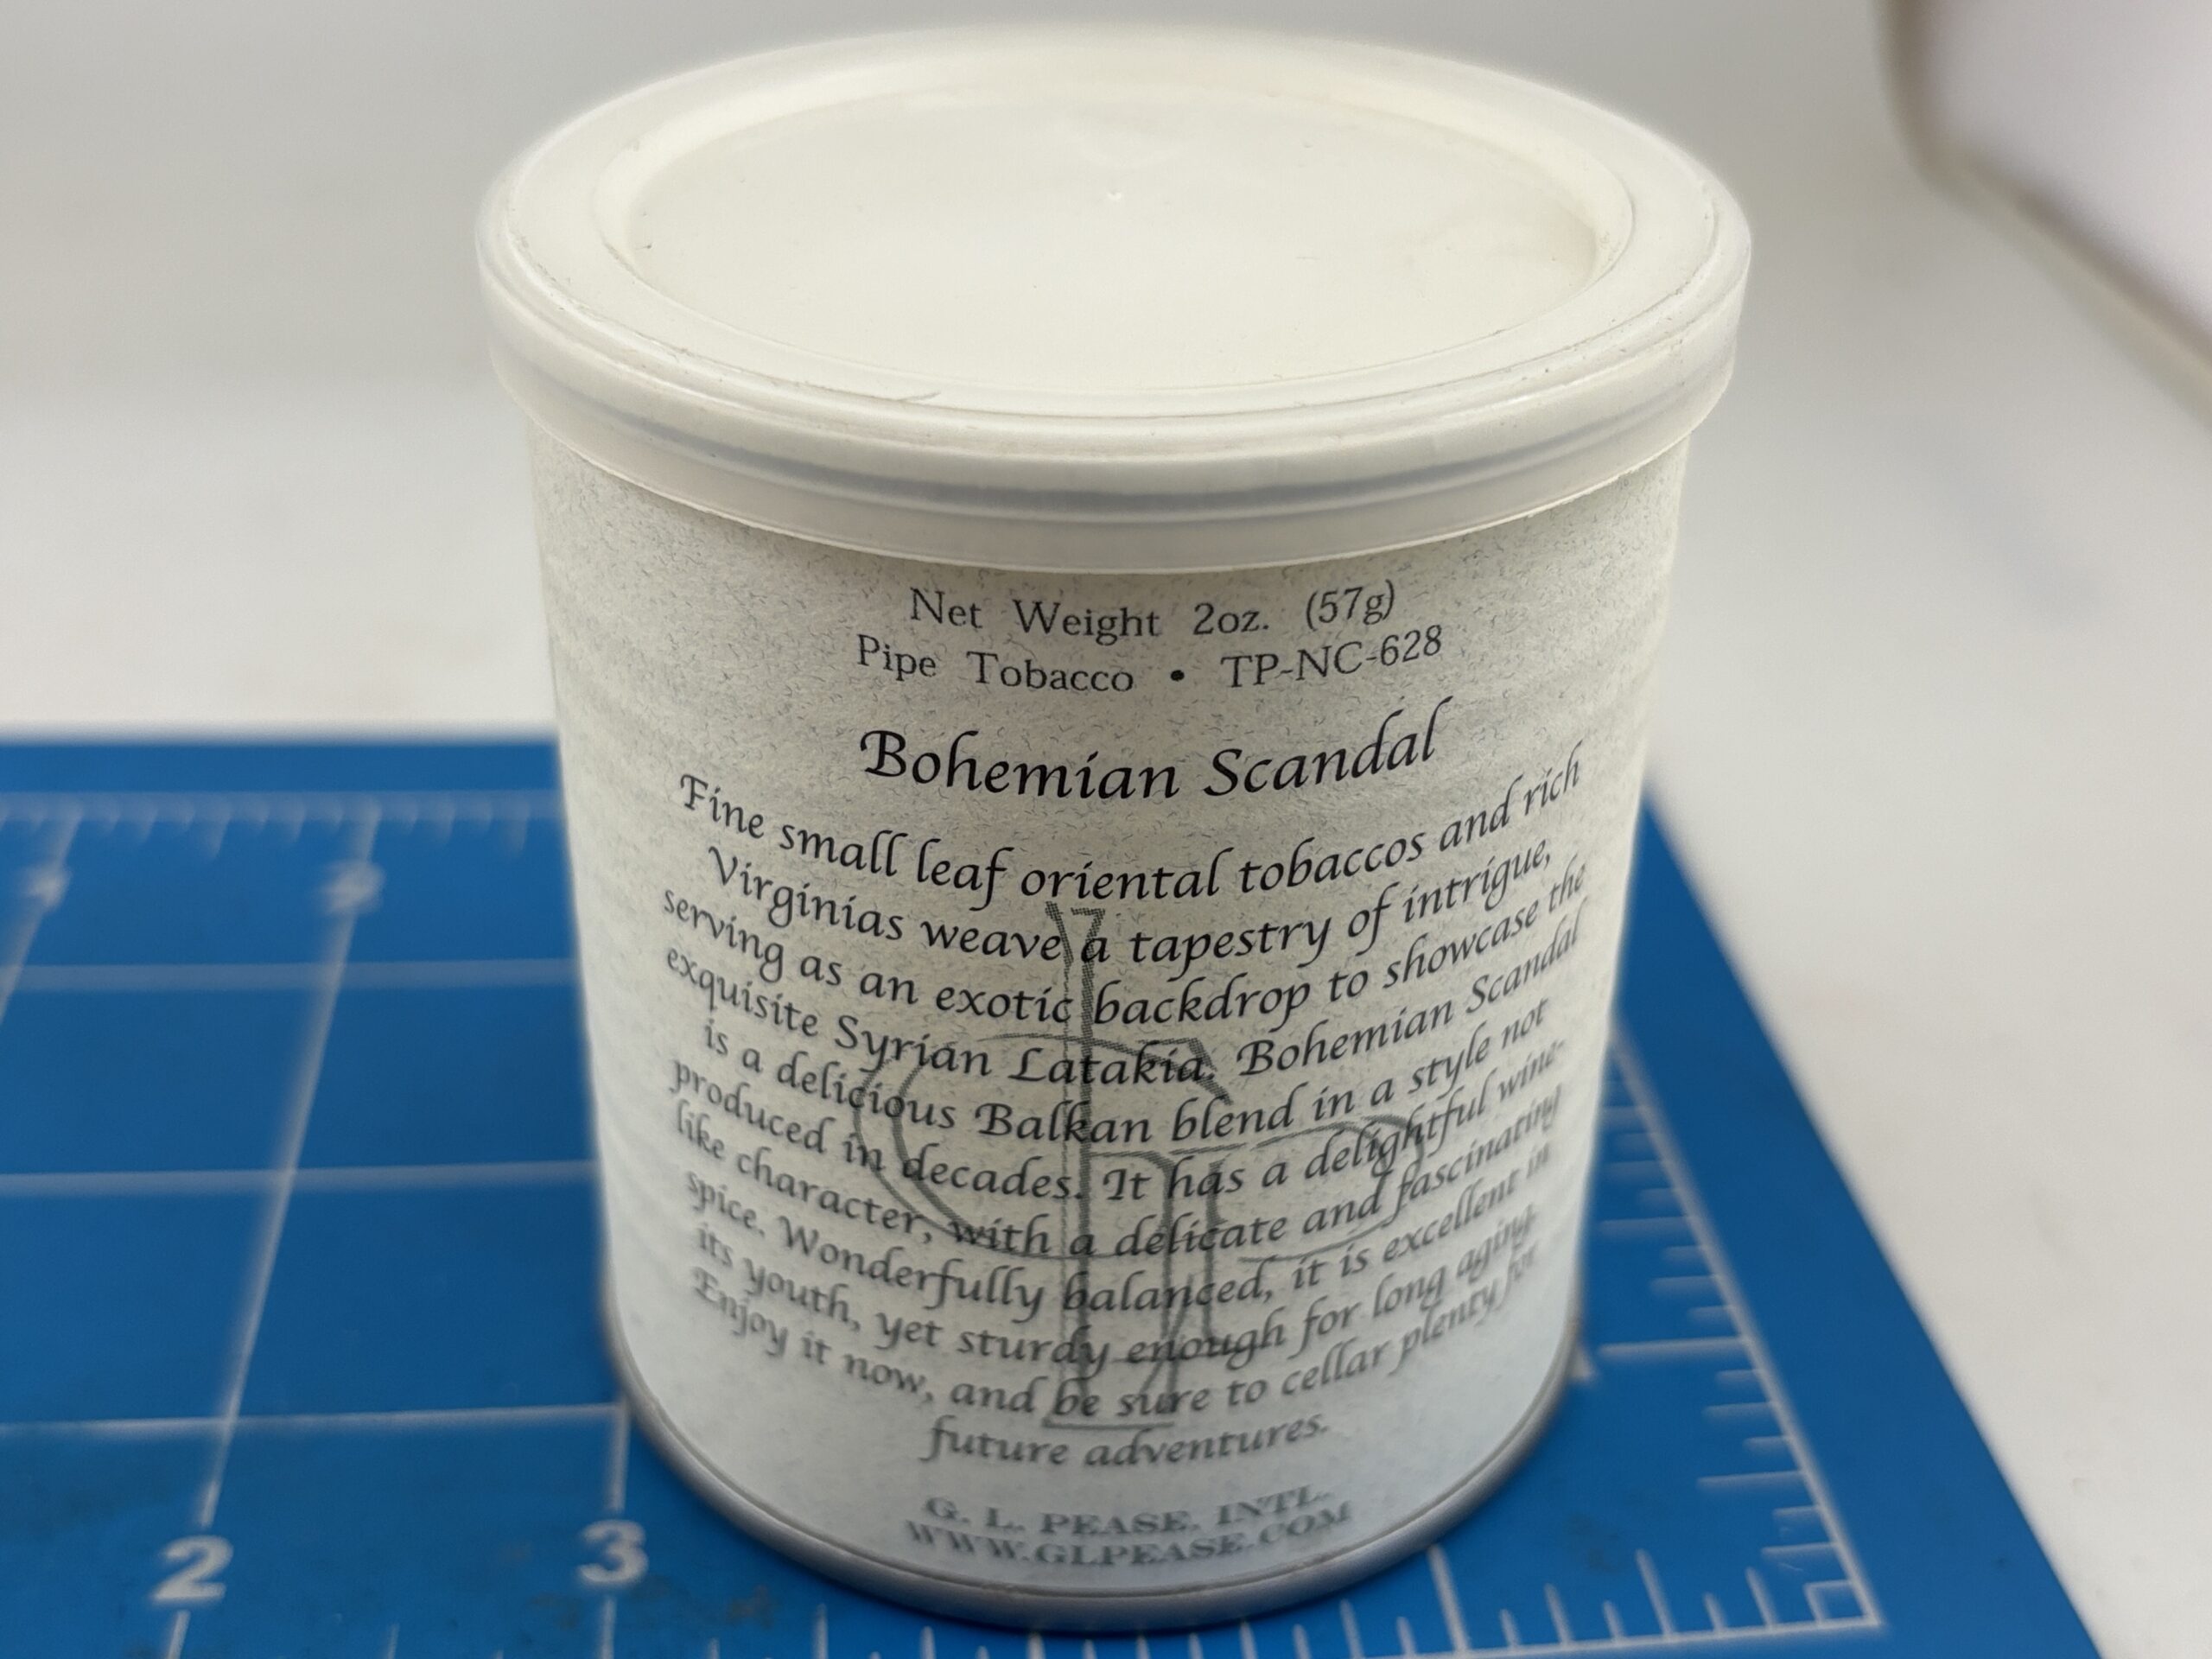 Net Weight 2oz. (57g)
Pipe Tobacco • TP-NC-628
Bohemian Scandal
Fine small leaf oriental tobaccos and rich
Virginias weave a tapestry of intrigue,
serving as an exotic backdrop to showcase the
exquisite Syrian Latakia. Bohemian Scandal
is a delicious Balkan blend in a style not
produced in decades. It has a delightful wine-
like character, with a delicate and fascinating
spice. Wonderfully balanced, it is excellent in
its youth, yet sturdy enough for long aging.
Enjoy it now, and be sure to cellar plenty for
future adventures.
G. L. PEASE, INTL.
WWW.GLPEASE.COM
2
3